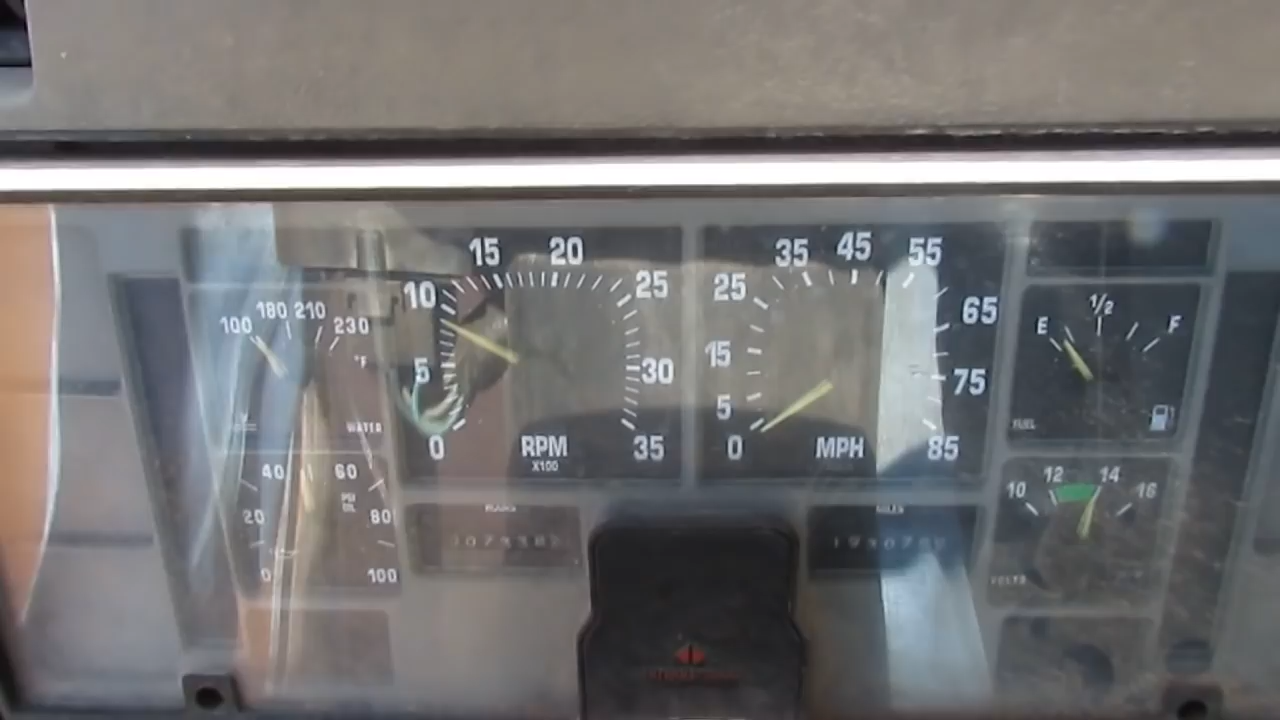 15 20
10 25
5 30
0 RPM 35
X100
35 45 55
25 65
15 75
5
0 MPH 85
100 180 210 230
°F
WATER
40 60
PSI
OIL
20 80
0 100
HOURS
MILES
E 1/2 F
FUEL
10 12 14 16
VOLTS